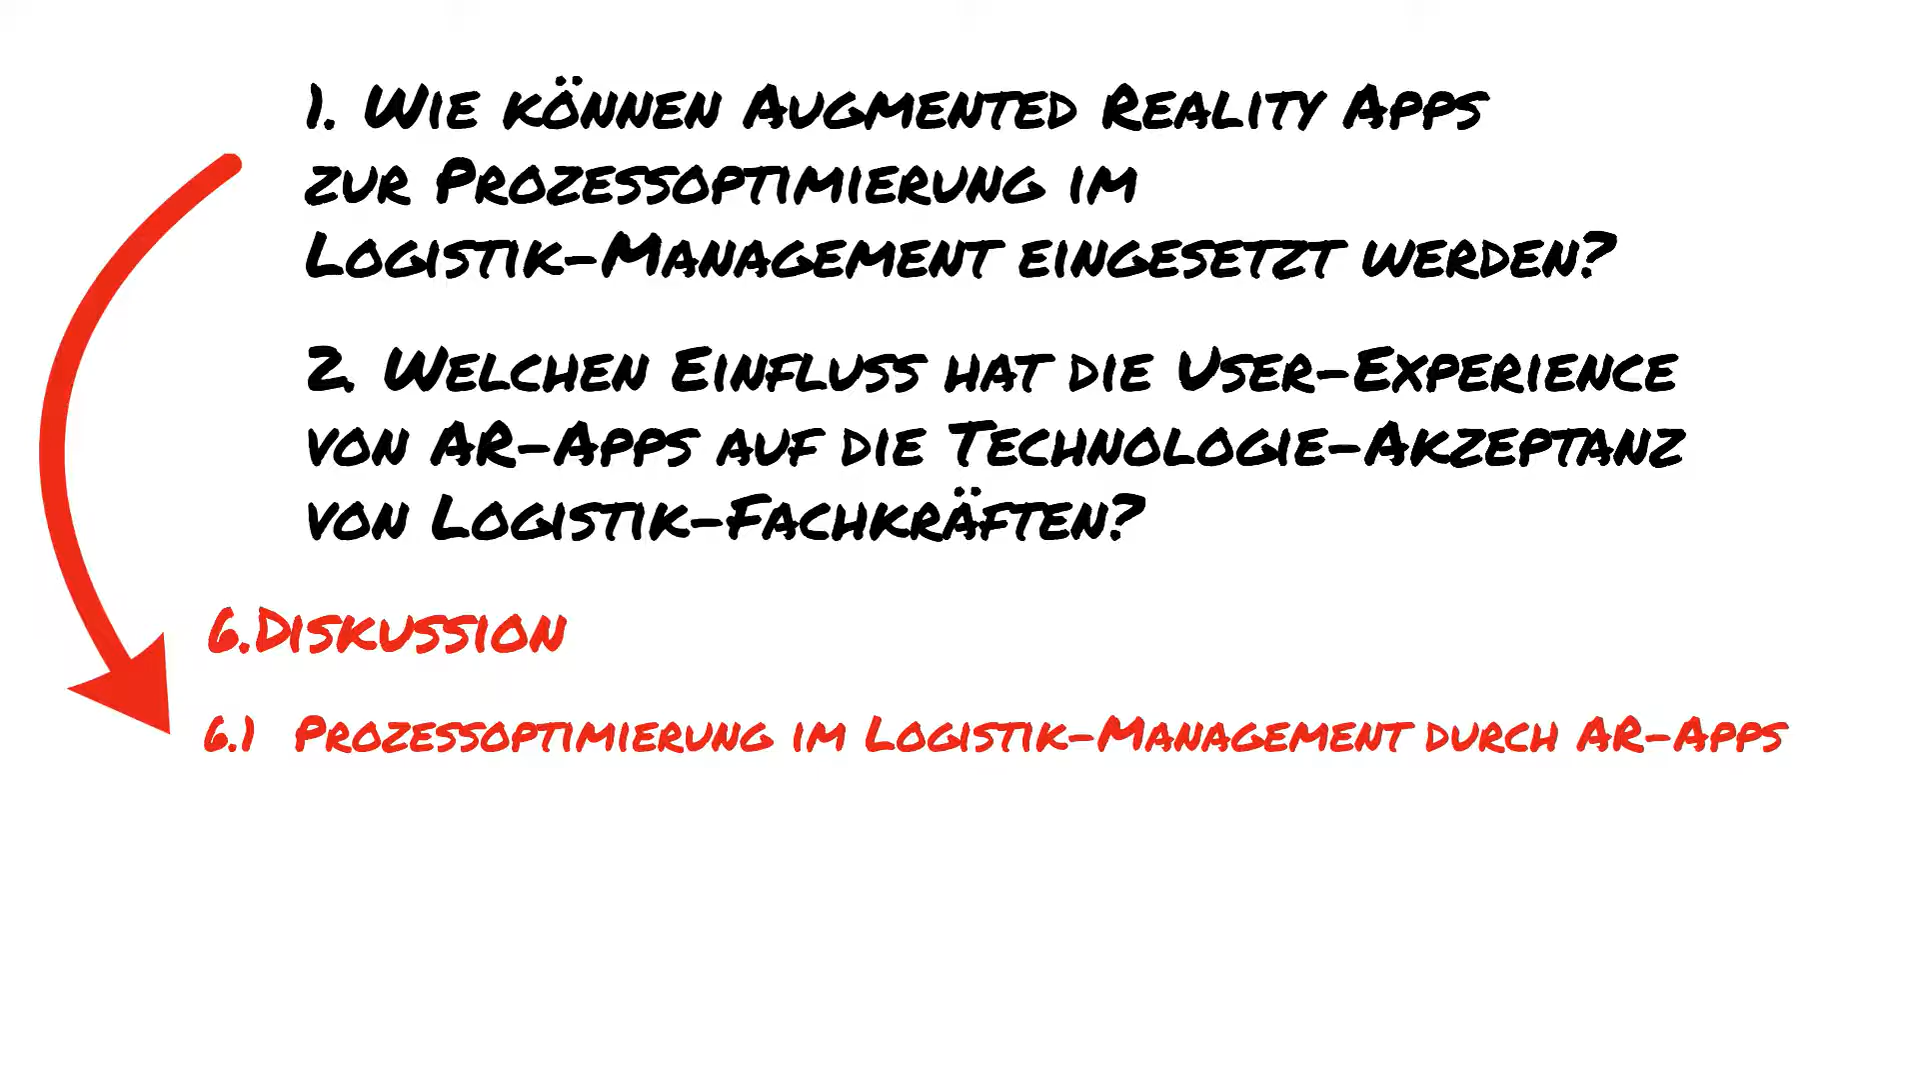 1. Wie können Augmented Reality Apps
zur Prozessoptimierung im
Logistik-Management eingesetzt werden?
2. Welchen Einfluss hat die User-Experience
von AR-Apps auf die Technologie-Akzeptanz
von Logistik-Fachkräften?
6.Diskussion
6.1 Prozessoptimierung im Logistik-Management durch AR-Apps